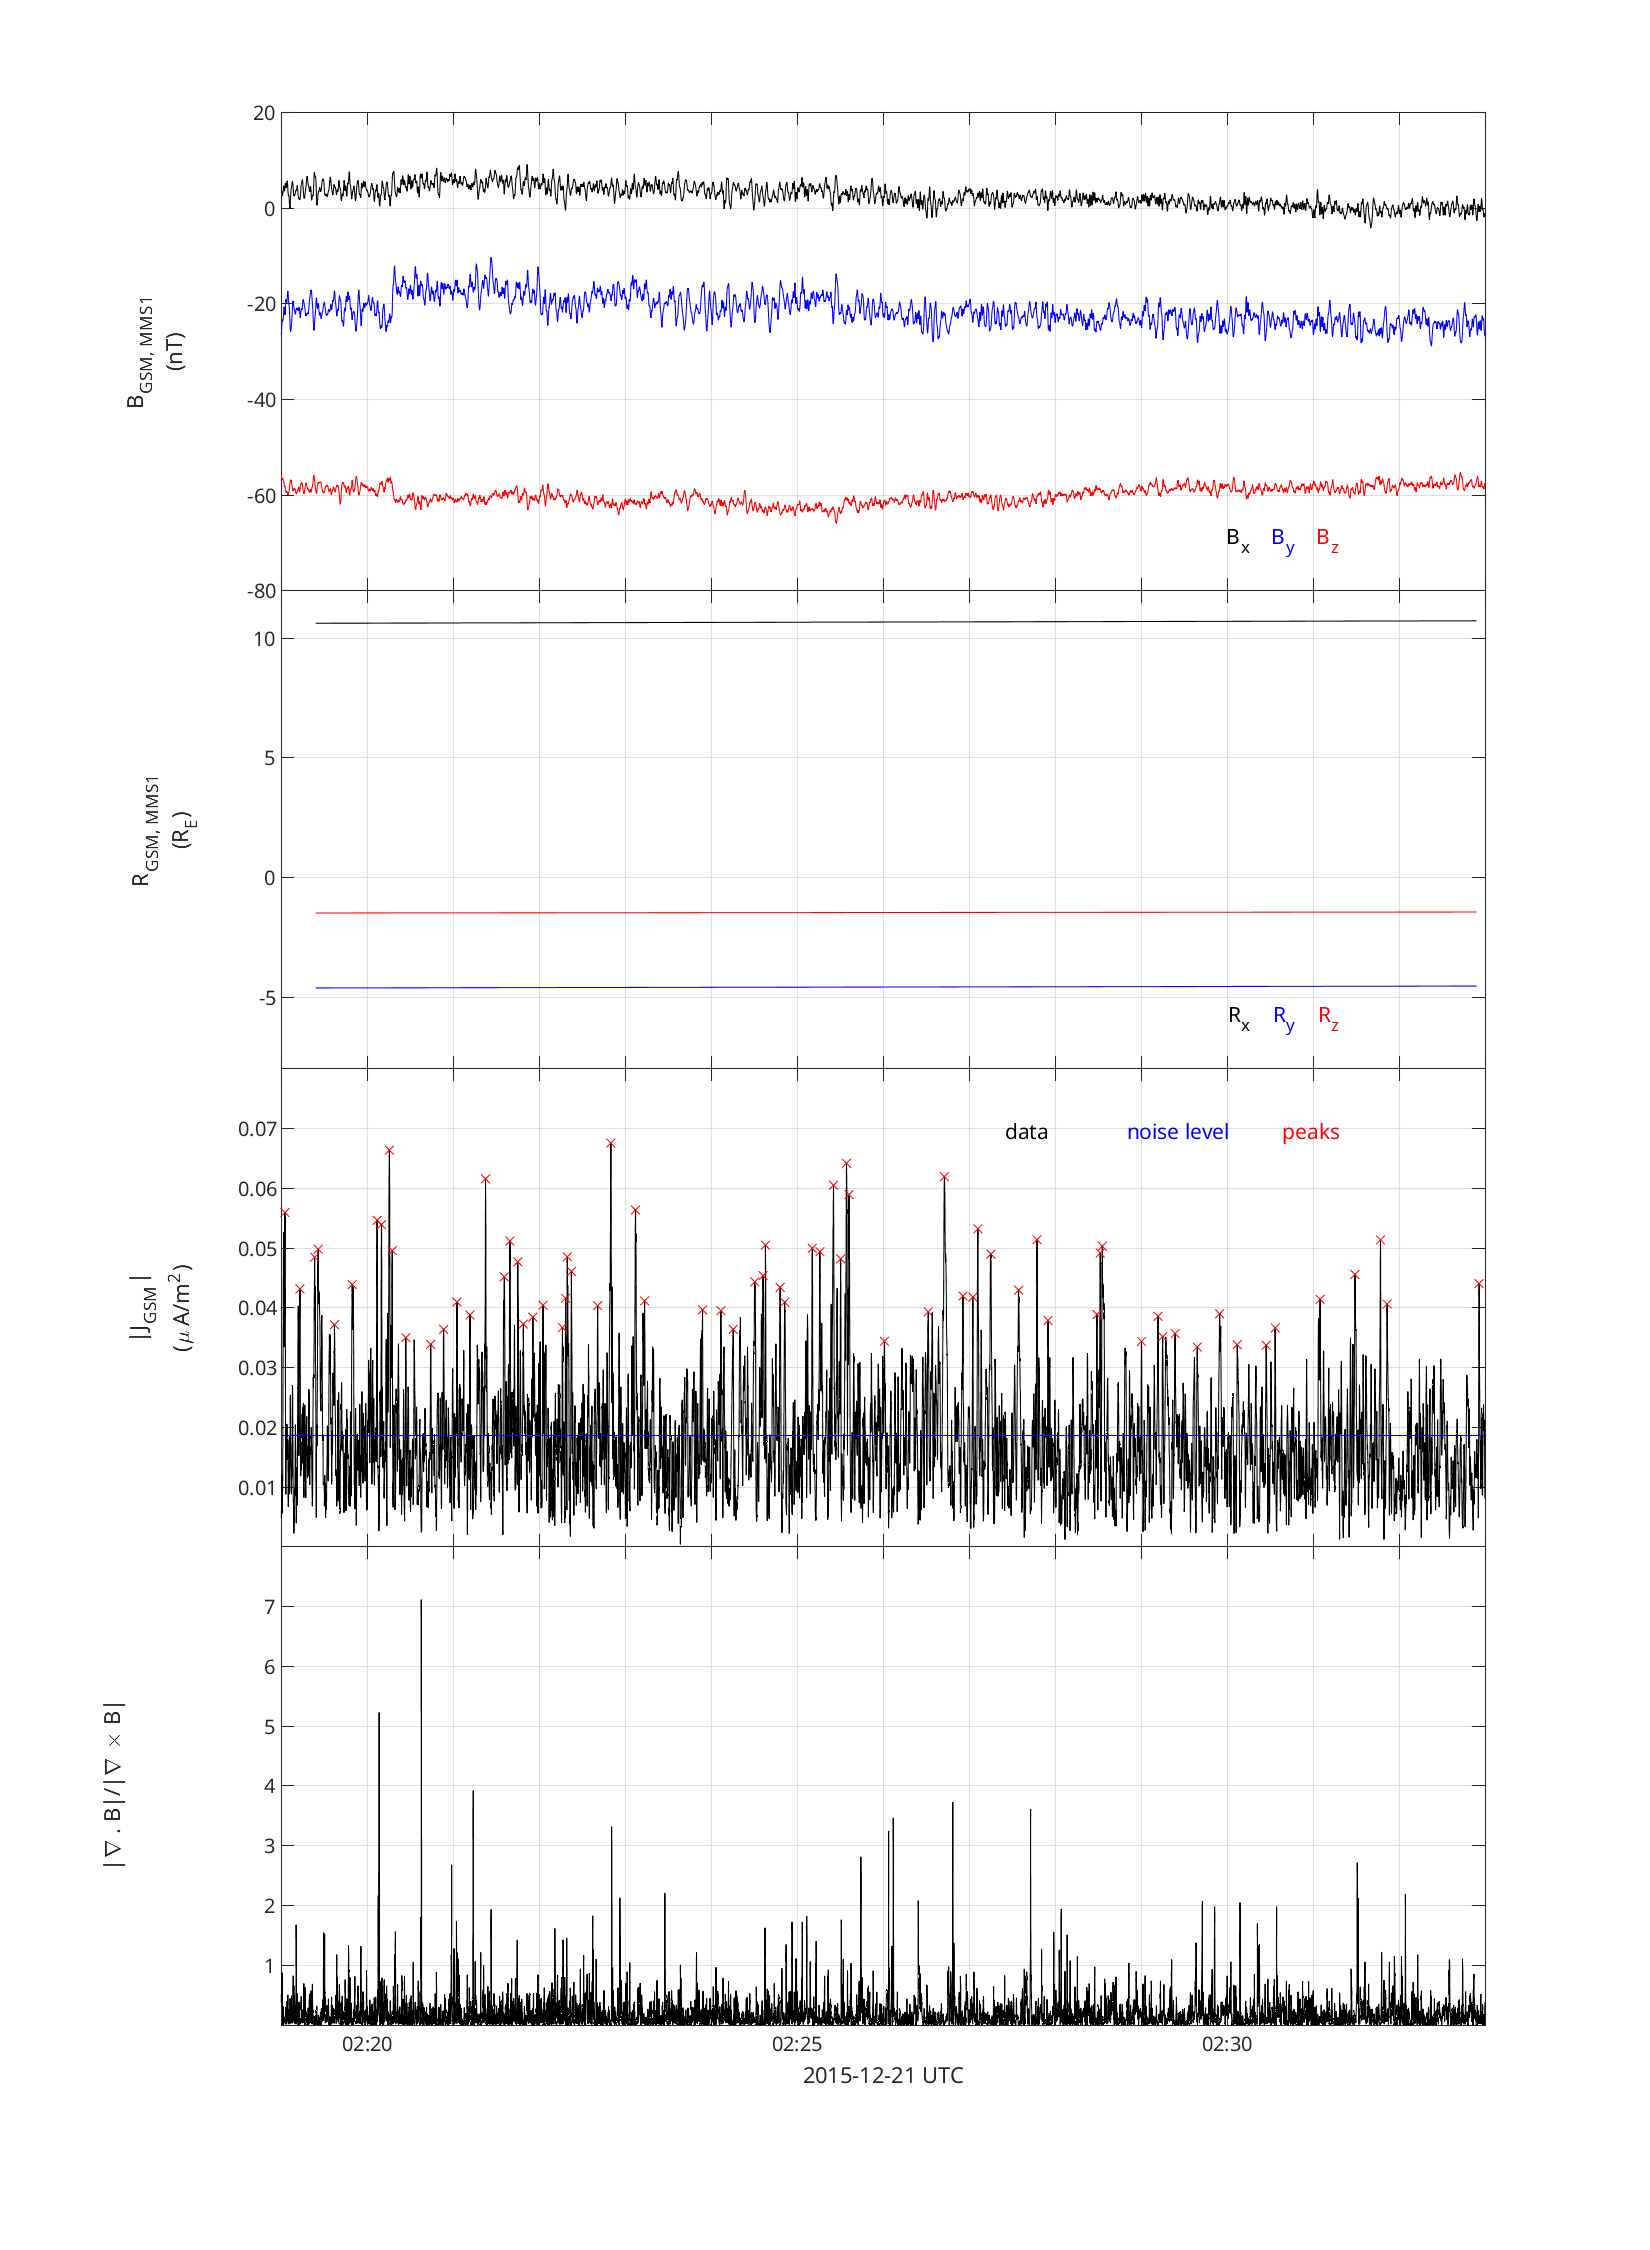 20
0
-20
-40
-60
-80
B_GSM, MMS1
(nT)
B_x B_y B_z
10
5
0
-5
R_GSM, MMS1
(R_E)
R_x R_y R_z
0.07
0.06
0.05
0.04
0.03
0.02
0.01
|J_GSM|
(μ A/m²)
data noise level peaks
7
6
5
4
3
2
1
|∇ . B|/|∇ × B|
02:20 02:25 02:30
2015-12-21 UTC